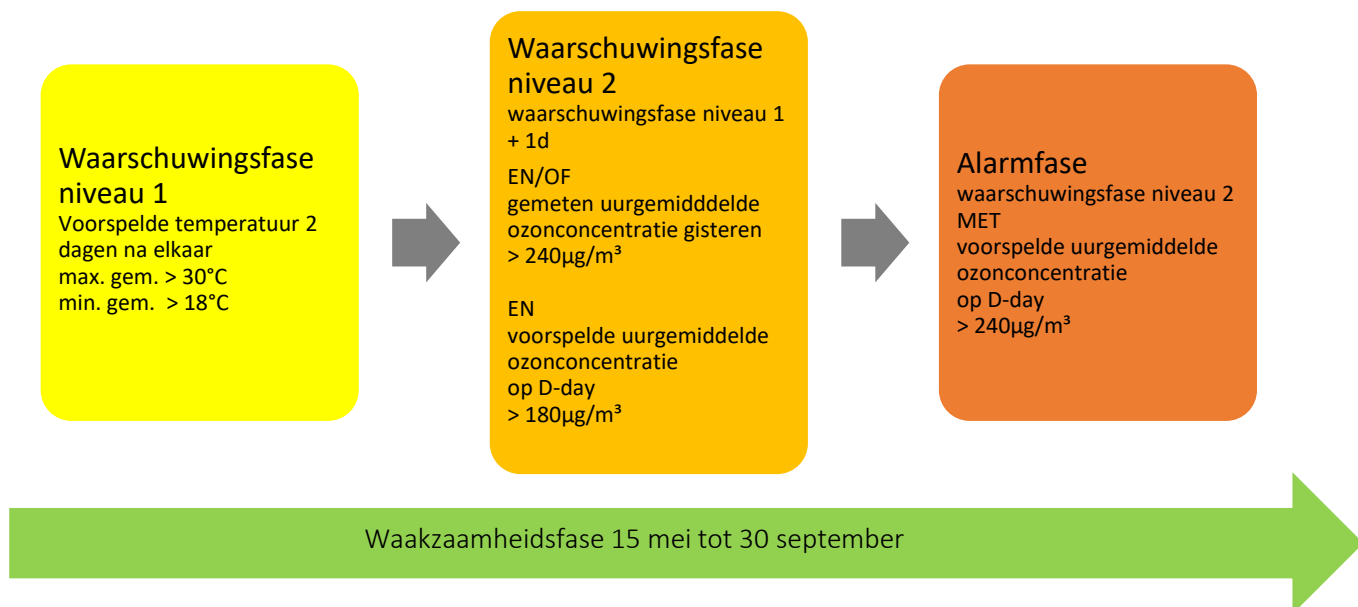 Waarschuwingsfase
niveau 1
Voorspelde temperatuur 2
dagen na elkaar
max. gem. > 30°C
min. gem. > 18°C
Waarschuwingsfase
niveau 2
waarschuwingsfase niveau 1
+ 1d
EN/OF
gemeten uurgemidddelde
ozonconcentratie gisteren
> 240µg/m³
EN
voorspelde uurgemiddelde
ozonconcentratie
op D-day
> 180µg/m³
Alarmfase
waarschuwingsfase niveau 2
MET
voorspelde uurgemiddelde
ozonconcentratie
op D-day
> 240µg/m³
Waakzaamheidsfase 15 mei tot 30 september